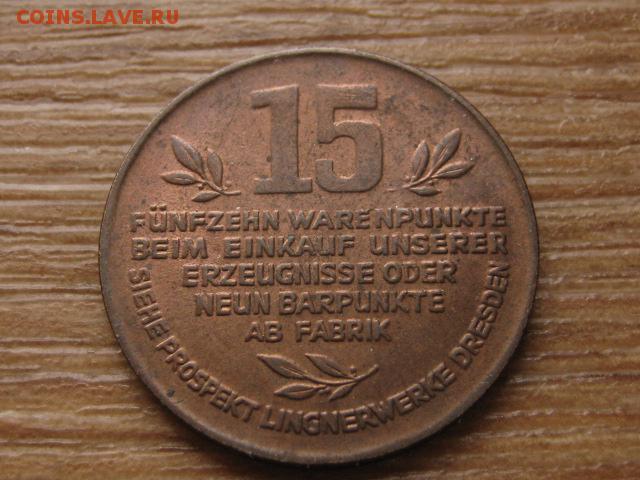 COINS.LAVE.RU
15
FÜNFZEHN WARENPUNKTE
BEIM EINKAUF UNSERER
ERZEUGNISSE ODER
NEUN BARPUNKTE
AB FABRIK
SIEHE PROSPEKT LINGNERWERKE DRESDEN